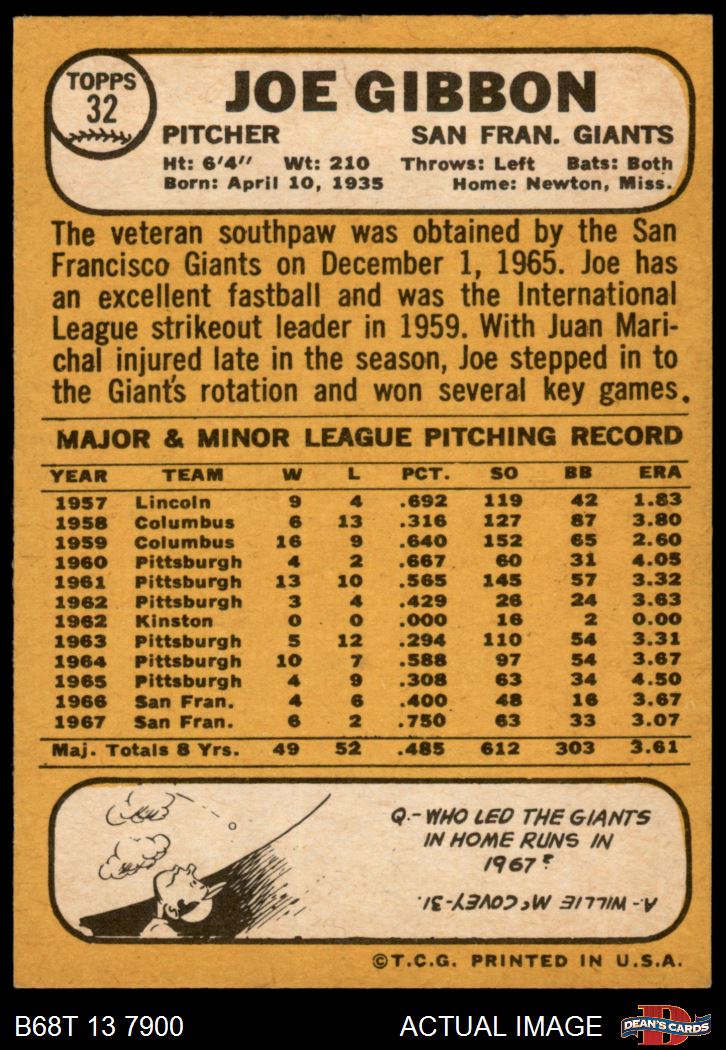 TOPPS
32
JOE GIBBON
PITCHER SAN FRAN. GIANTS
Ht: 6'4" Wt: 210 Throws: Left Bats: Both
Born: April 10, 1935 Home: Newton, Miss.
The veteran southpaw was obtained by the San
Francisco Giants on December 1, 1965. Joe has
an excellent fastball and was the International
League strikeout leader in 1959. With Juan Mari-
chal injured late in the season, Joe stepped in to
the Giant's rotation and won several key games.
MAJOR & MINOR LEAGUE PITCHING RECORD
YEAR TEAM W L PCT. SO BB ERA
1957 Lincoln 9 4 .692 119 42 1.83
1958 Columbus 6 13 .316 127 87 3.80
1959 Columbus 16 9 .640 152 65 2.60
1960 Pittsburgh 4 2 .667 60 31 4.05
1961 Pittsburgh 13 10 .565 145 57 3.32
1962 Pittsburgh 3 4 .429 26 24 3.63
1962 Kinston 0 0 .000 16 2 0.00
1963 Pittsburgh 5 12 .294 110 54 3.31
1964 Pittsburgh 10 7 .588 97 54 3.67
1965 Pittsburgh 4 9 .308 63 34 4.50
1966 San Fran. 4 6 .400 48 16 3.67
1967 San Fran. 6 2 .750 63 33 3.07
Maj. Totals 8 Yrs. 49 52 .485 612 303 3.61
Q.-WHO LED THE GIANTS
IN HOME RUNS IN
1967?
A.-WILLIE McCOVEY-31.
©T.C.G. PRINTED IN U.S.A.
B68T 13 7900 ACTUAL IMAGE
D
DEAN'S CARDS